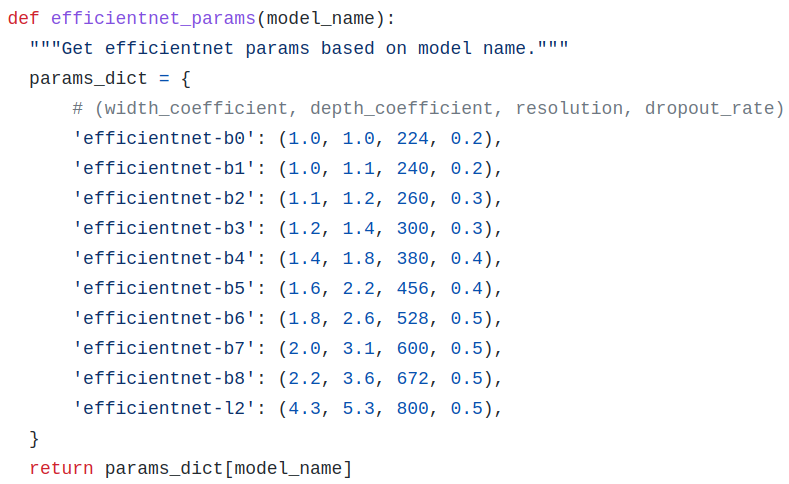 def efficientnet_params(model_name):
  """Get efficientnet params based on model name."""
  params_dict = {
      # (width_coefficient, depth_coefficient, resolution, dropout_rate)
      'efficientnet-b0': (1.0, 1.0, 224, 0.2),
      'efficientnet-b1': (1.0, 1.1, 240, 0.2),
      'efficientnet-b2': (1.1, 1.2, 260, 0.3),
      'efficientnet-b3': (1.2, 1.4, 300, 0.3),
      'efficientnet-b4': (1.4, 1.8, 380, 0.4),
      'efficientnet-b5': (1.6, 2.2, 456, 0.4),
      'efficientnet-b6': (1.8, 2.6, 528, 0.5),
      'efficientnet-b7': (2.0, 3.1, 600, 0.5),
      'efficientnet-b8': (2.2, 3.6, 672, 0.5),
      'efficientnet-l2': (4.3, 5.3, 800, 0.5),
  }
  return params_dict[model_name]